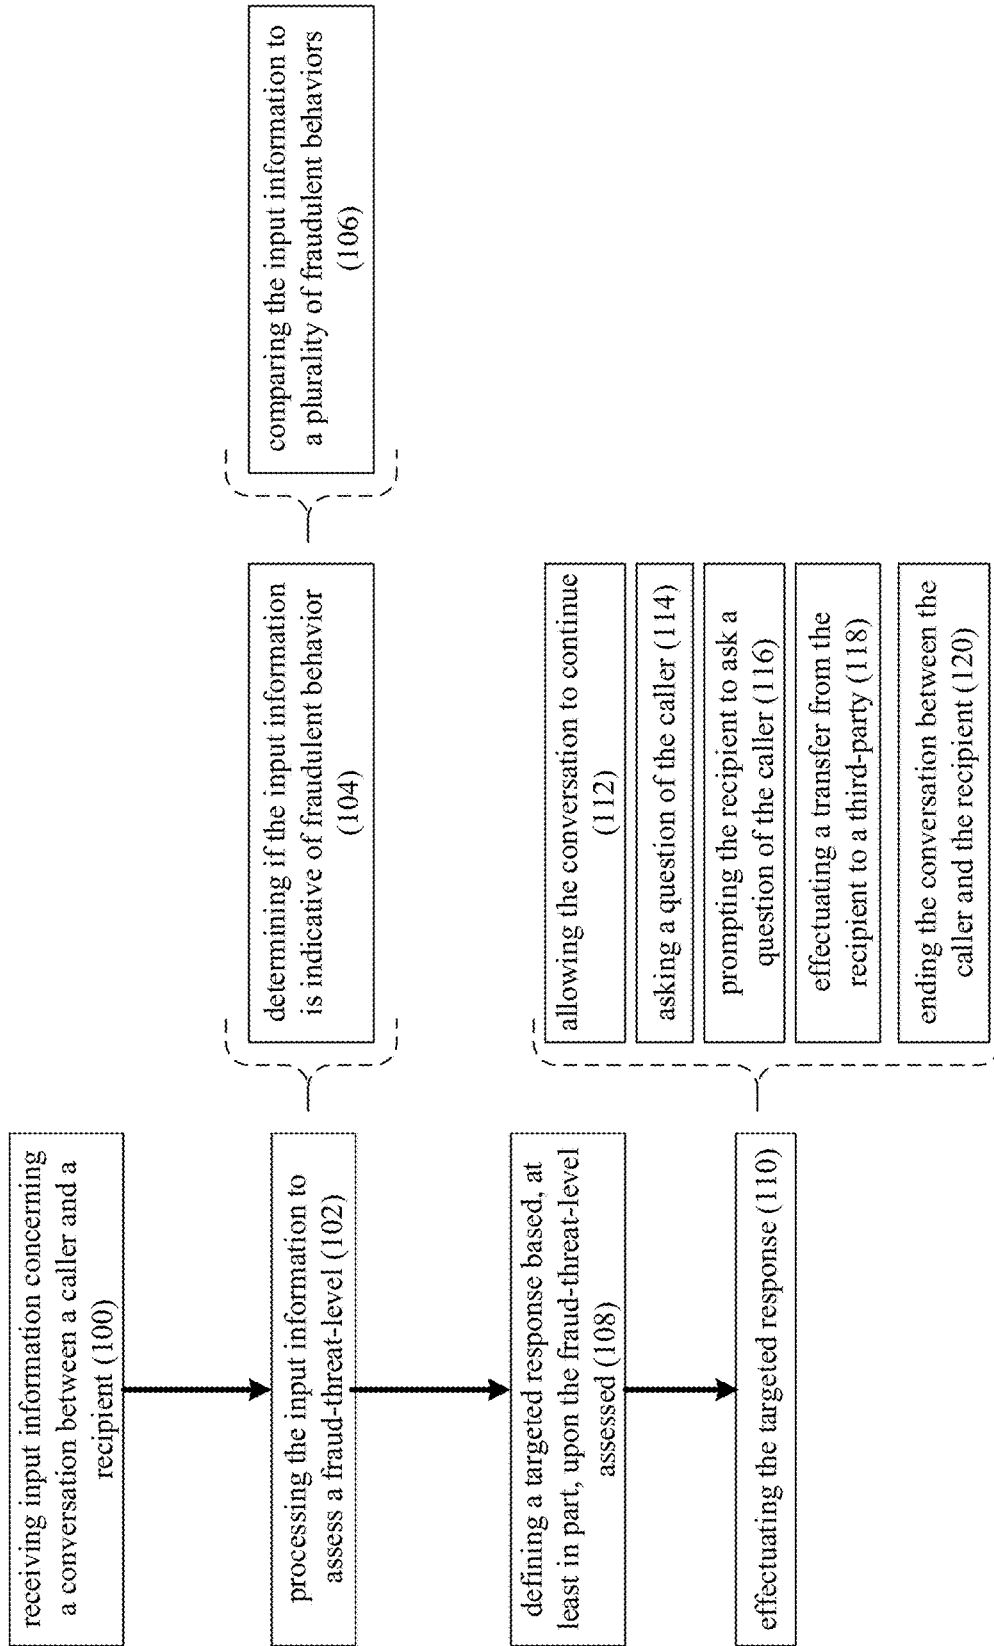 receiving input information concerning
a conversation between a caller and a
recipient (100)
processing the input information to
assess a fraud-threat-level (102)
determining if the input information
is indicative of fraudulent behavior
(104)
comparing the input information to
a plurality of fraudulent behaviors
(106)
defining a targeted response based, at
least in part, upon the fraud-threat-level
assessed (108)
effectuating the targeted response (110)
allowing the conversation to continue
(112)
asking a question of the caller (114)
prompting the recipient to ask a
question of the caller (116)
effectuating a transfer from the
recipient to a third-party (118)
ending the conversation between the
caller and the recipient (120)